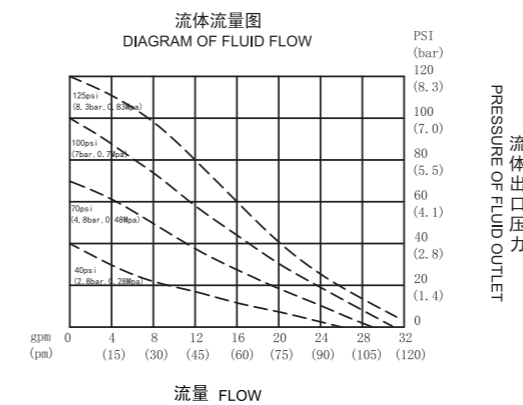 流体流量图
DIAGRAM OF FLUID FLOW
PSI
(bar)
120
(8.3)
100
(7.0)
80
(5.5)
60
(4.1)
40
(2.8)
20
(1.4)
0
125psi
(8.3bar,0.83Mpa)
100psi
(7bar,0.7Mpa)
70psi
(4.8bar,0.48Mpa)
40psi
(2.8bar,0.28Mpa)
gpm 0 4 8 12 16 20 24 28 32
(pm) (15) (30) (45) (60) (75) (90) (105) (120)
流量 FLOW
PRESSURE OF FLUID OUTLET
流体出口压力